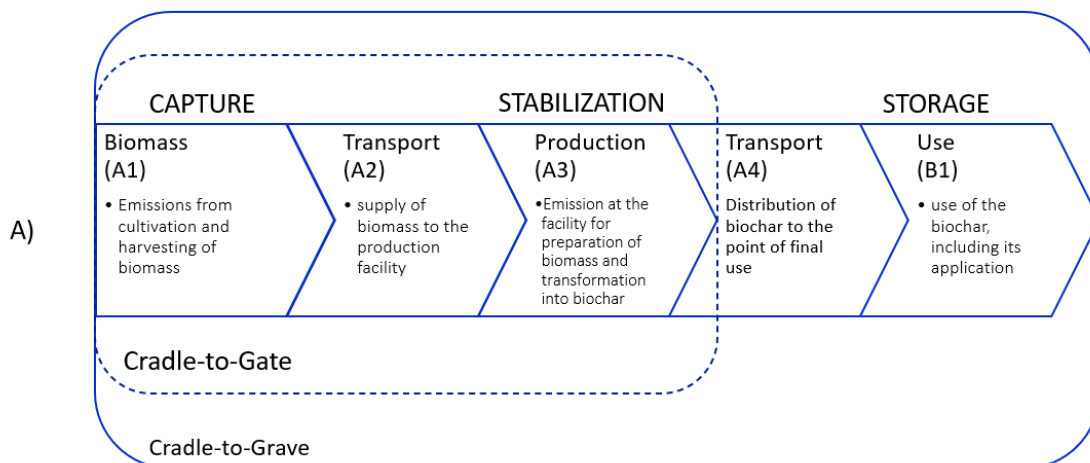 CAPTURE
STABILIZATION
STORAGE
A)
Biomass
(A1)
• Emissions from
cultivation and
harvesting of
biomass
Transport
(A2)
• supply of
biomass to the
production
facility
Production
(A3)
•Emission at the
facility for
preparation of
biomass and
transformation
into biochar
Transport
(A4)
Distribution of
biochar to the
point of final
use
Use
(B1)
• use of the
biochar,
including its
application
Cradle-to-Gate
Cradle-to-Grave